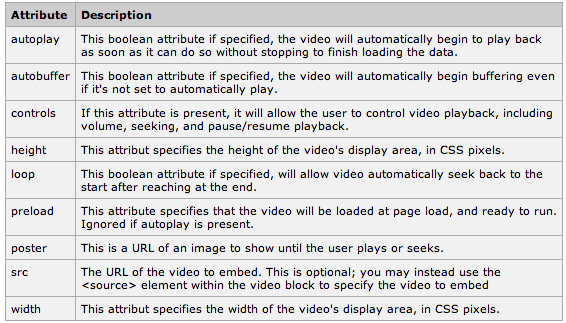 Attribute Description
autoplay This boolean attribute if specified, the video will automatically begin to play back
as soon as it can do so without stopping to finish loading the data.
autobuffer This boolean attribute if specified, the video will automatically begin buffering even
if it's not set to automatically play.
controls If this attribute is present, it will allow the user to control video playback, including
volume, seeking, and pause/resume playback.
height This attribut specifies the height of the video's display area, in CSS pixels.
loop This boolean attribute if specified, will allow video automatically seek back to the
start after reaching at the end.
preload This attribute specifies that the video will be loaded at page load, and ready to run.
Ignored if autoplay is present.
poster This is a URL of an image to show until the user plays or seeks.
src The URL of the video to embed. This is optional; you may instead use the
<source> element within the video block to specify the video to embed
width This attribut specifies the width of the video's display area, in CSS pixels.